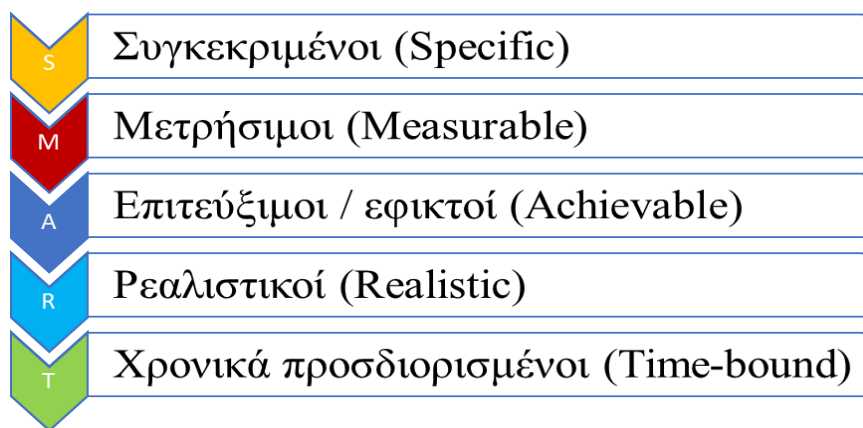 S Συγκεκριμένοι (Specific)
M Μετρήσιμοι (Measurable)
A Επιτεύξιμοι / εφικτοί (Achievable)
R Ρεαλιστικοί (Realistic)
T Χρονικά προσδιορισμένοι (Time-bound)